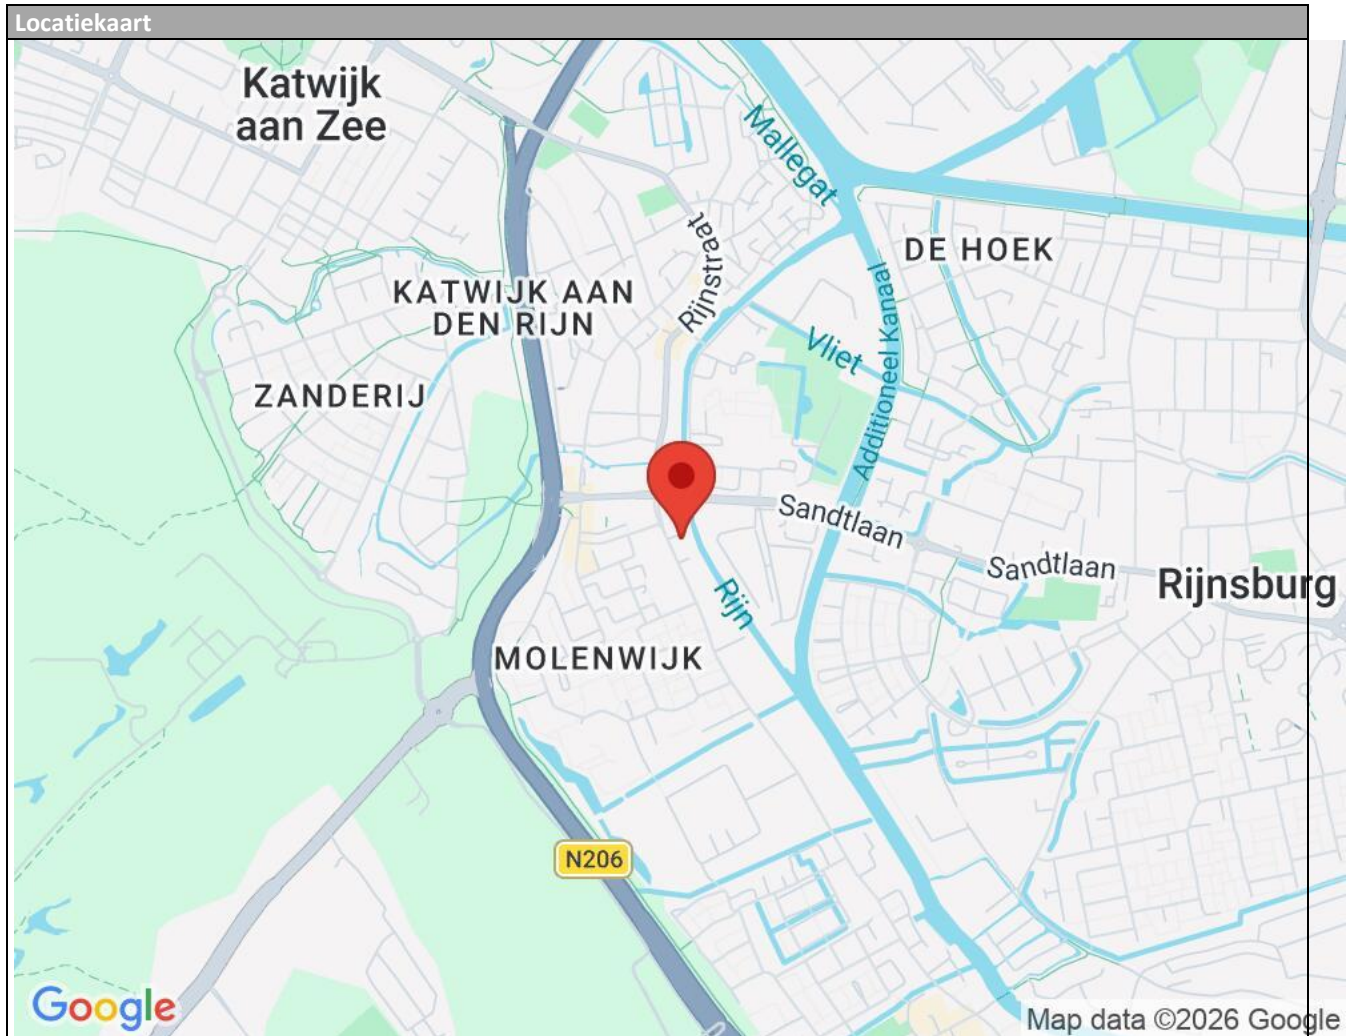 Locatiekaart
Katwijk
aan Zee
Mallegat
DE HOEK
Rijnstraat
KATWIJK AAN
DEN RIJN
Additioneel Kanaal
Vliet
ZANDERIJ
Sandtlaan
Sandtlaan
Rijnsburg
Rijn
MOLENWIJK
N206
Google
Map data ©2026 Google